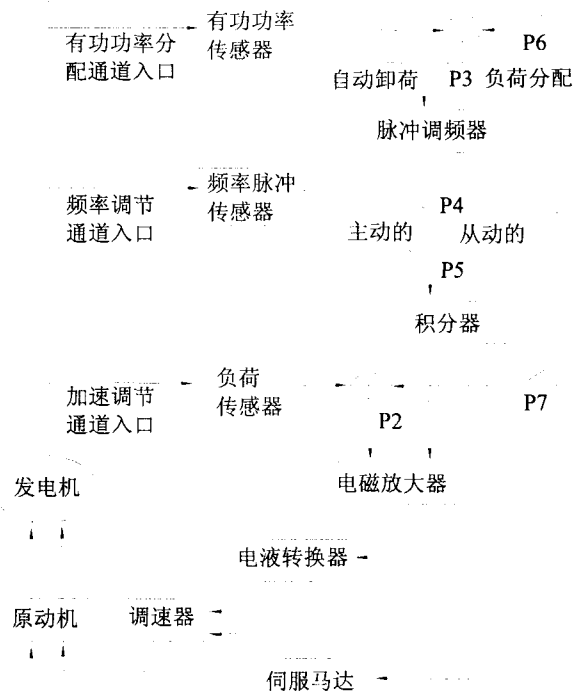 有功功率分
配通道入口
有功功率
传感器
P6
自动卸荷
P3
负荷分配
脉冲调频器
频率调节
通道入口
频率脉冲
传感器
P4
主动的
从动的
P5
积分器
加速调节
通道入口
负荷
传感器
P7
P2
发电机
电磁放大器
电液转换器
原动机
调速器
伺服马达